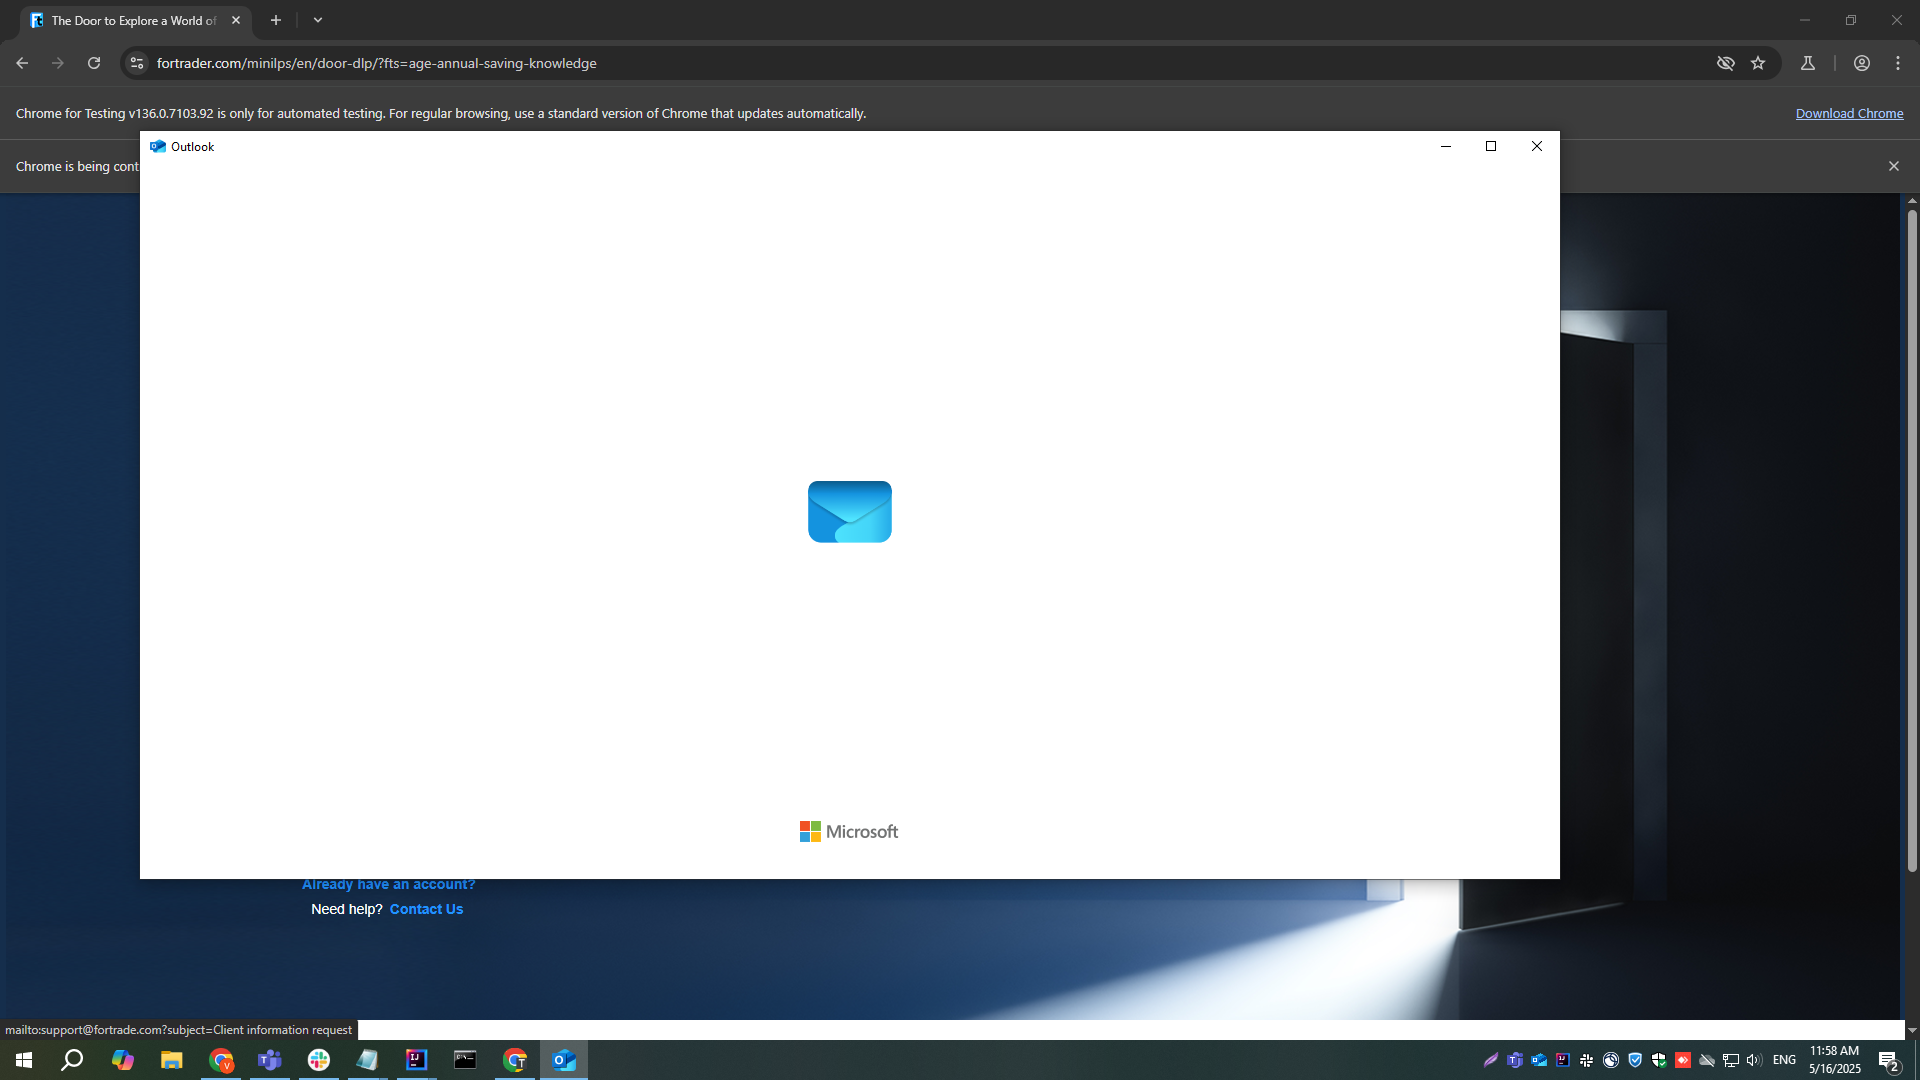 The Door to Explore a World of
fortrader.com/minilps/en/door-dlp/?fts=age-annual-saving-knowledge
Chrome for Testing v136.0.7103.92 is only for automated testing. For regular browsing, use a standard version of Chrome that updates automatically.
Download Chrome
Outlook
Chrome is being cont
Microsoft
Already have an account?
Need help? Contact Us
mailto:support@fortrade.com?subject=Client information request
ENG
11:58 AM
5/16/2025
2